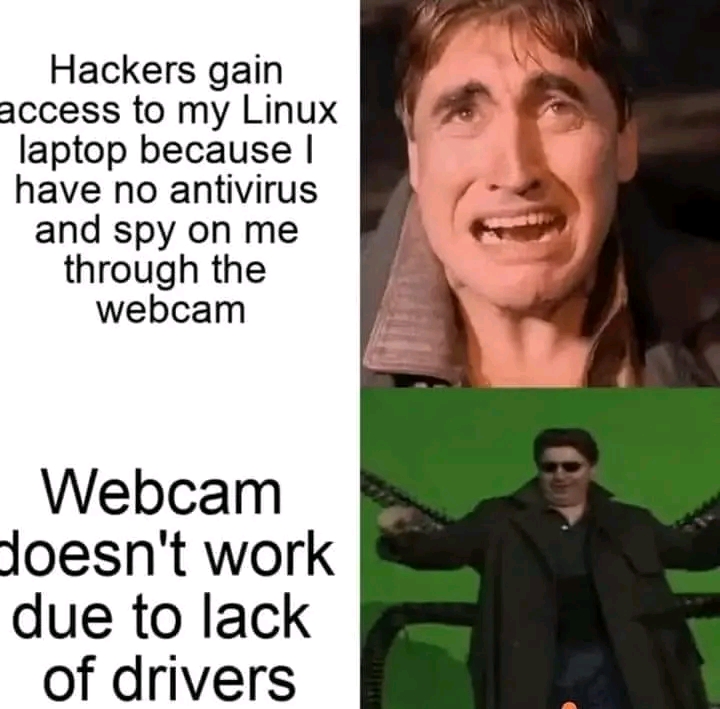 Hackers gain
access to my Linux
laptop because I
have no antivirus
and spy on me
through the
webcam
Webcam
doesn't work
due to lack
of drivers